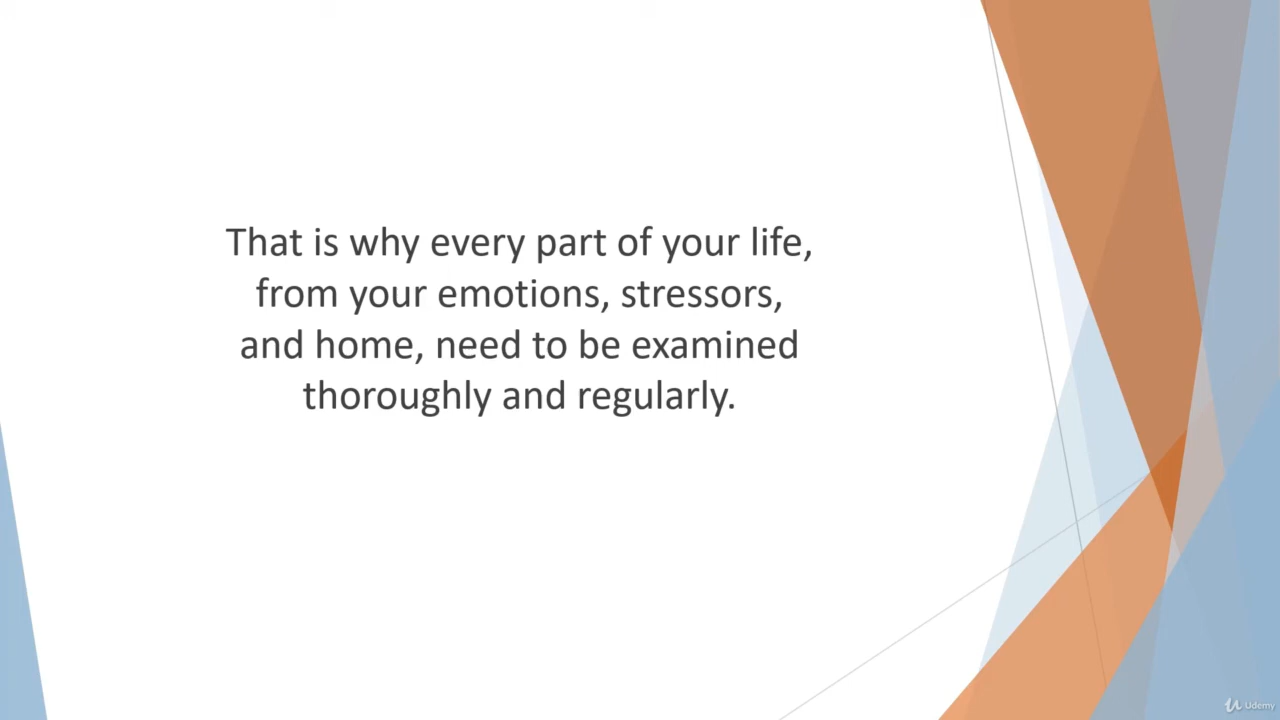 That is why every part of your life,
from your emotions, stressors,
and home, need to be examined
thoroughly and regularly.
Udemy